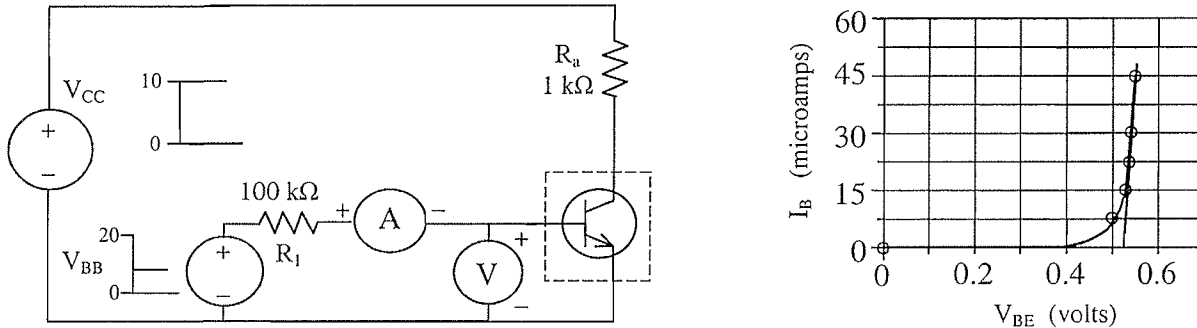 V_CC
10
0
+
−
R_a
1 kΩ
100 kΩ
R_1
+
A
−
20
V_BB
0
+
−
+
V
−
60
45
30
15
0
I_B (microamps)
0
0.2
0.4
0.6
V_BE (volts)